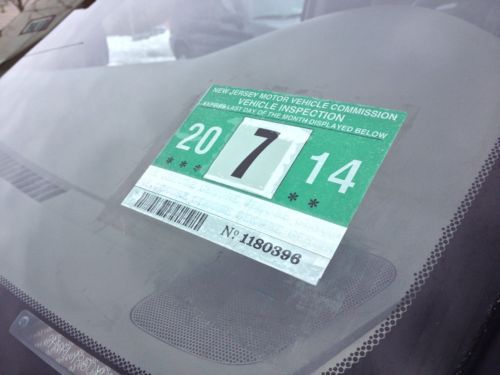 NEW JERSEY MOTOR VEHICLE COMMISSION
VEHICLE INSPECTION
EXPIRES LAST DAY OF THE MONTH DISPLAYED BELOW
20 7 14
*** **
Nº 1180396